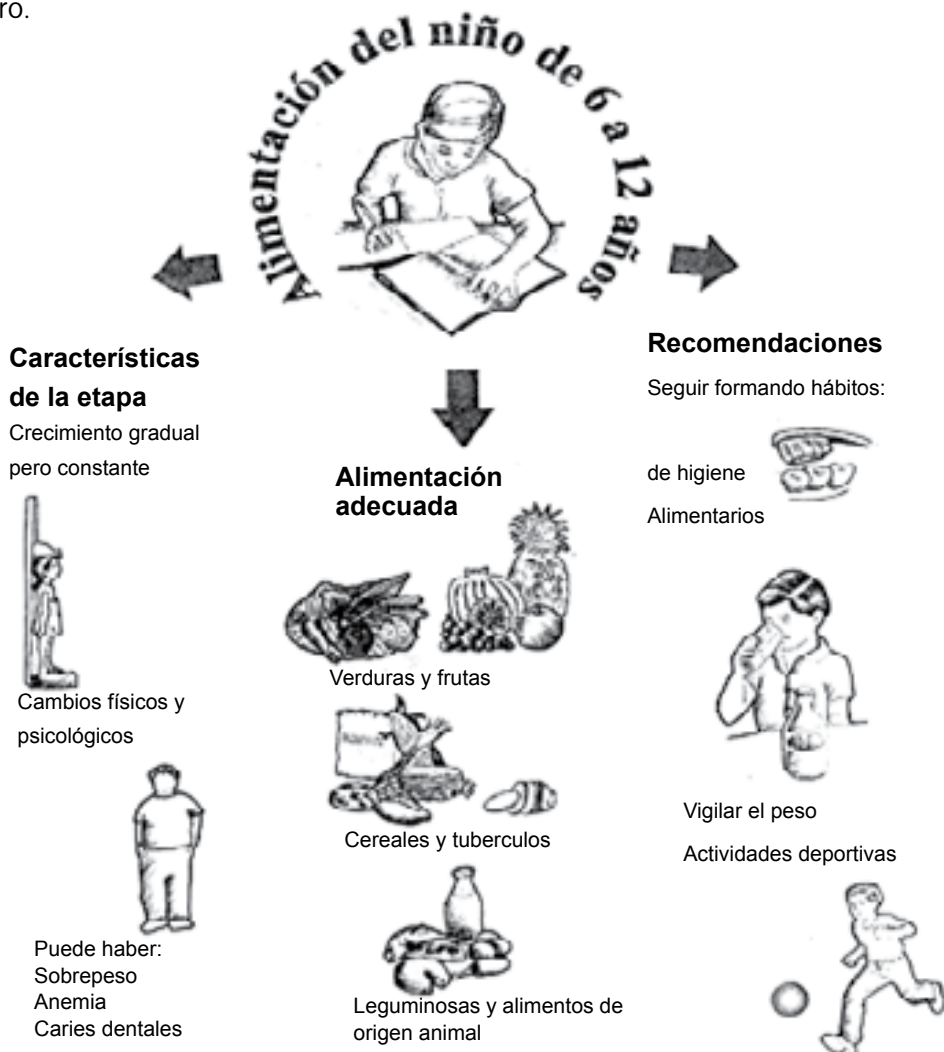 ro.
Alimentación del niño de 6 a 12 años
Características
de la etapa
Crecimiento gradual
pero constante
Cambios físicos y
psicológicos
Puede haber:
Sobrepeso
Anemia
Caries dentales
Alimentación
adecuada
Verduras y frutas
Cereales y tuberculos
Leguminosas y alimentos de
origen animal
Recomendaciones
Seguir formando hábitos:
de higiene
Alimentarios
Vigilar el peso
Actividades deportivas